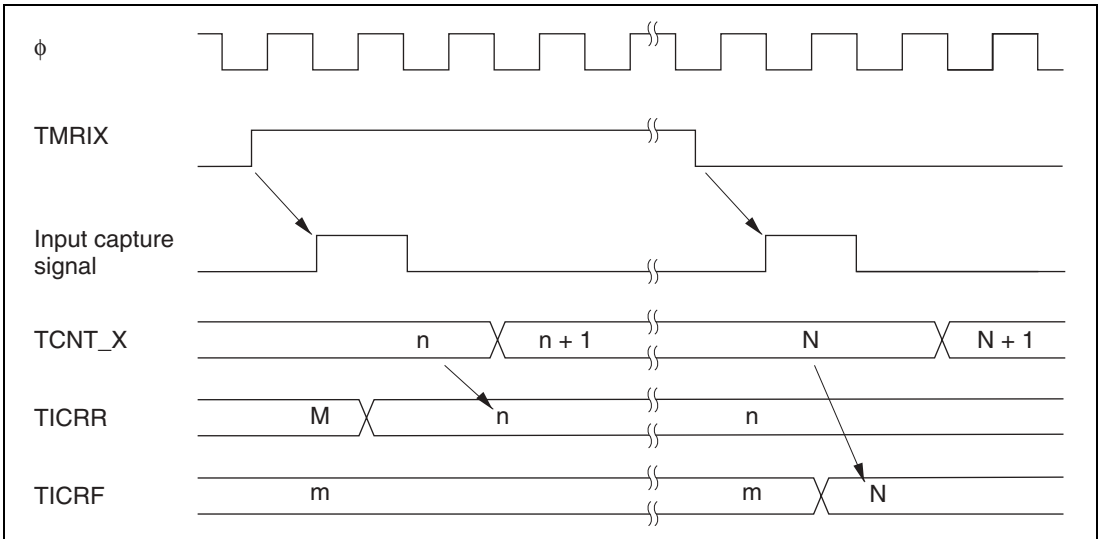 ϕ
TMRIX
Input capture
signal
TCNT_X n n + 1 N N + 1
TICRR M n n
TICRF m m N